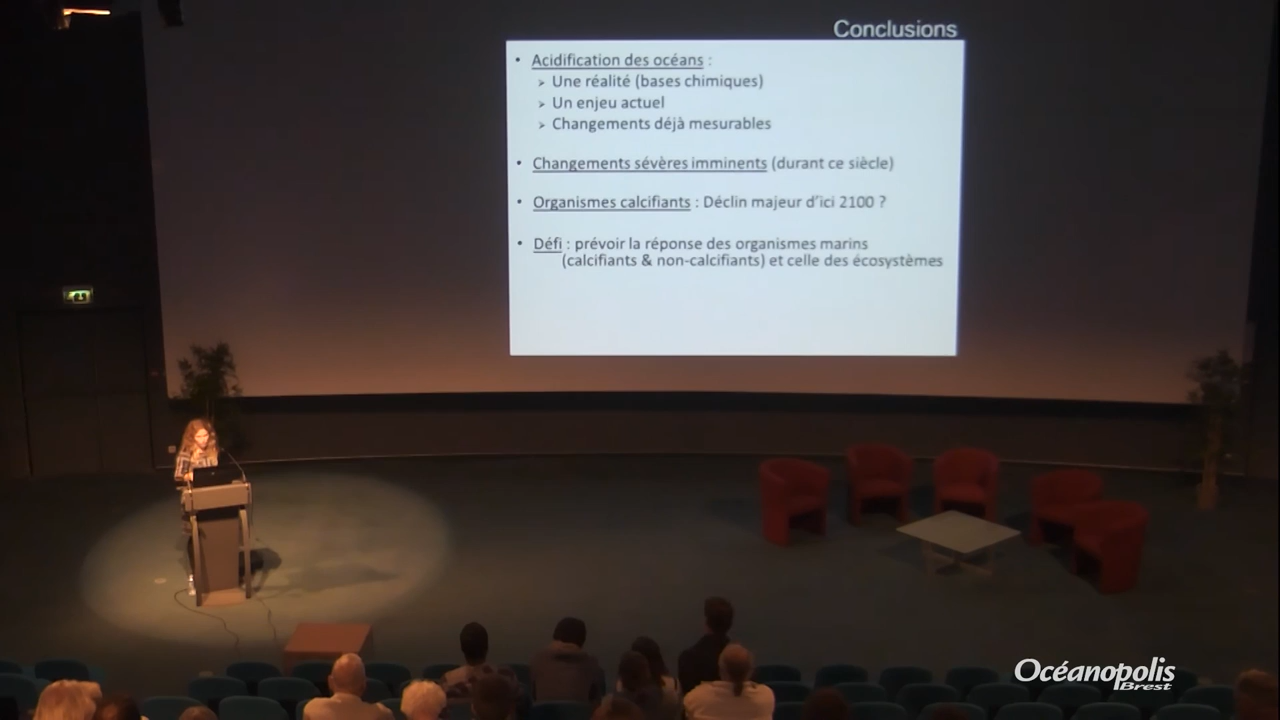 Conclusions
• Acidification des océans :
➢ Une réalité (bases chimiques)
➢ Un enjeu actuel
➢ Changements déjà mesurables
• Changements sévères imminents (durant ce siècle)
• Organismes calcifiants : Déclin majeur d'ici 2100 ?
• Défi : prévoir la réponse des organismes marins
(calcifiants & non-calcifiants) et celle des écosystèmes
Océanopolis
Brest